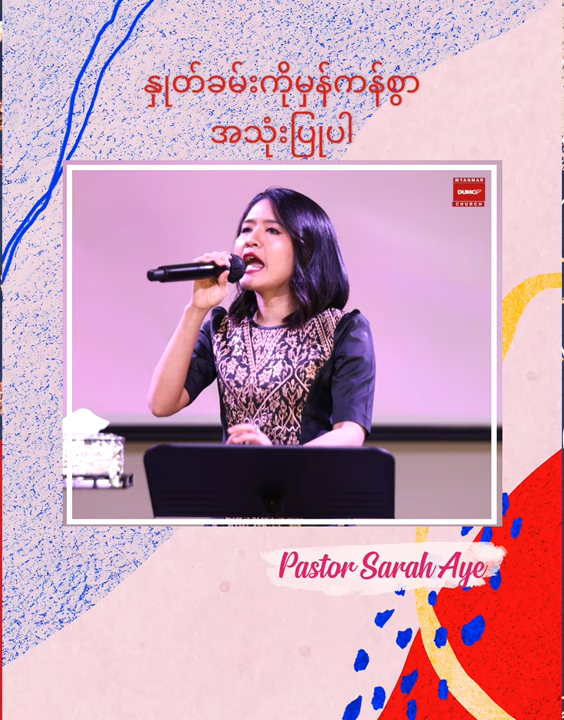 နှုတ်ခမ်းကိုမှန်ကန်စွာ
အသုံးပြုပါ
MYANMAR
DUMC
CHURCH
Pastor Sarah Aye